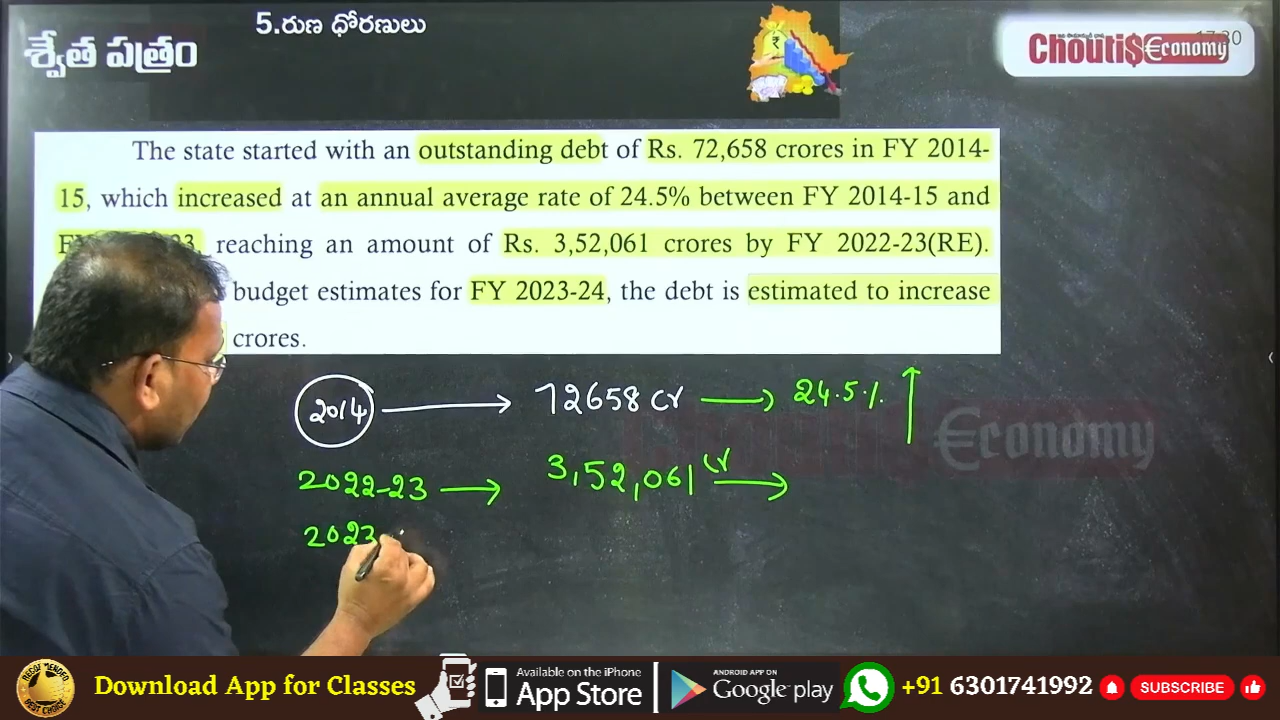 5.రుణ ధోరణులు
శ్వేత పత్రం
Chouti$ €conomy
The state started with an outstanding debt of Rs. 72,658 crores in FY 2014-
15, which increased at an annual average rate of 24.5% between FY 2014-15 and
reaching an amount of Rs. 3,52,061 crores by FY 2022-23(RE).
budget estimates for FY 2023-24, the debt is estimated to increase
crores.
2014 72658 Cr 24.5%
2022-23 3,52,061 Cr
2023
€conomy
Download App for Classes
Available on the iPhone
App Store
ANDROID APP ON
Google play
+91 6301741992
SUBSCRIBE